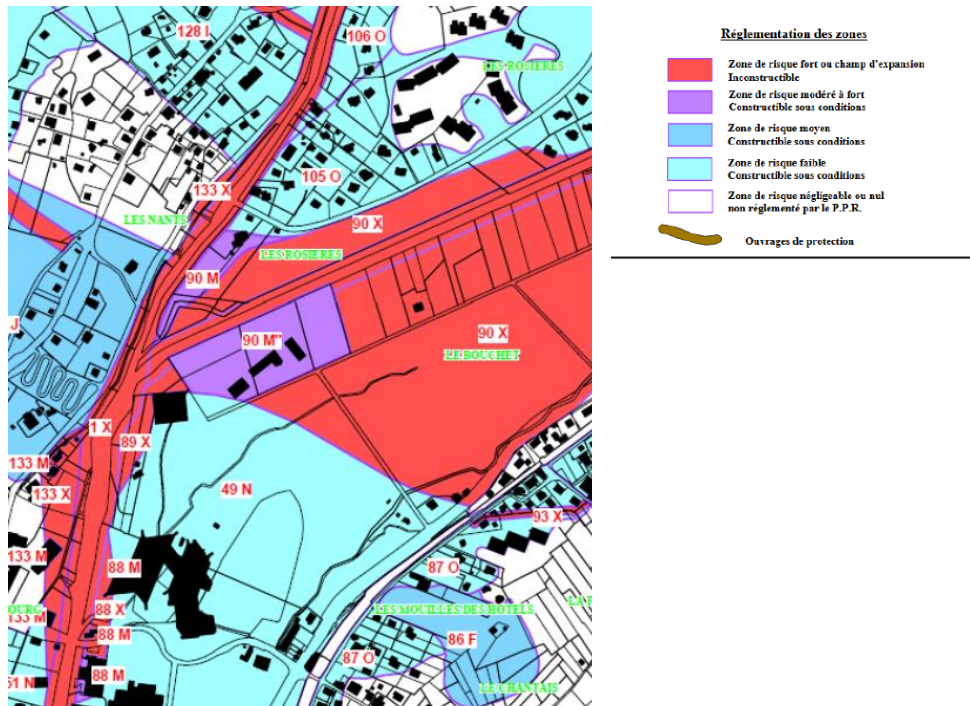 128 I
106 O
LES ROSIERES
105 O
133 X
LES NANTS
90 X
LES ROSIERES
90 M
90 M"
90 X
LE BOUCHET
J
1 X
89 X
133 M
133 X
49 N
93 X
133 M
88 M
87 O
88 X
LES MOUILLES DES HOTELS
OURG
133 M
88 M
86 F
87 O
51 N
88 M
LE CHANTAIS
Réglementation des zones
Zone de risque fort ou champ d'expansion
Inconstructible
Zone de risque modéré à fort
Constructible sous conditions
Zone de risque moyen
Constructible sous conditions
Zone de risque faible
Constructible sous conditions
Zone de risque négligeable ou nul
non réglementé par le P.P.R.
Ouvrages de protection